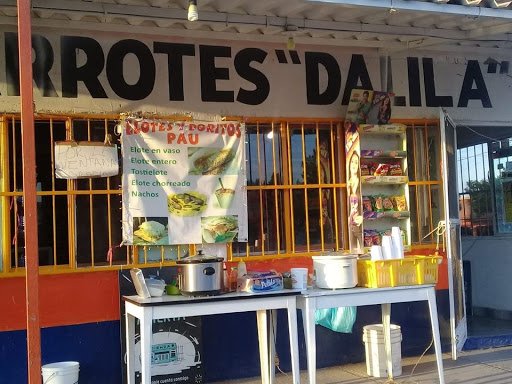 RROTES "DALILA"
ELOTES Y DORITOS
PAU
Elote en vaso
Elote entero
Tostielote
Elote chorreado
Nachos